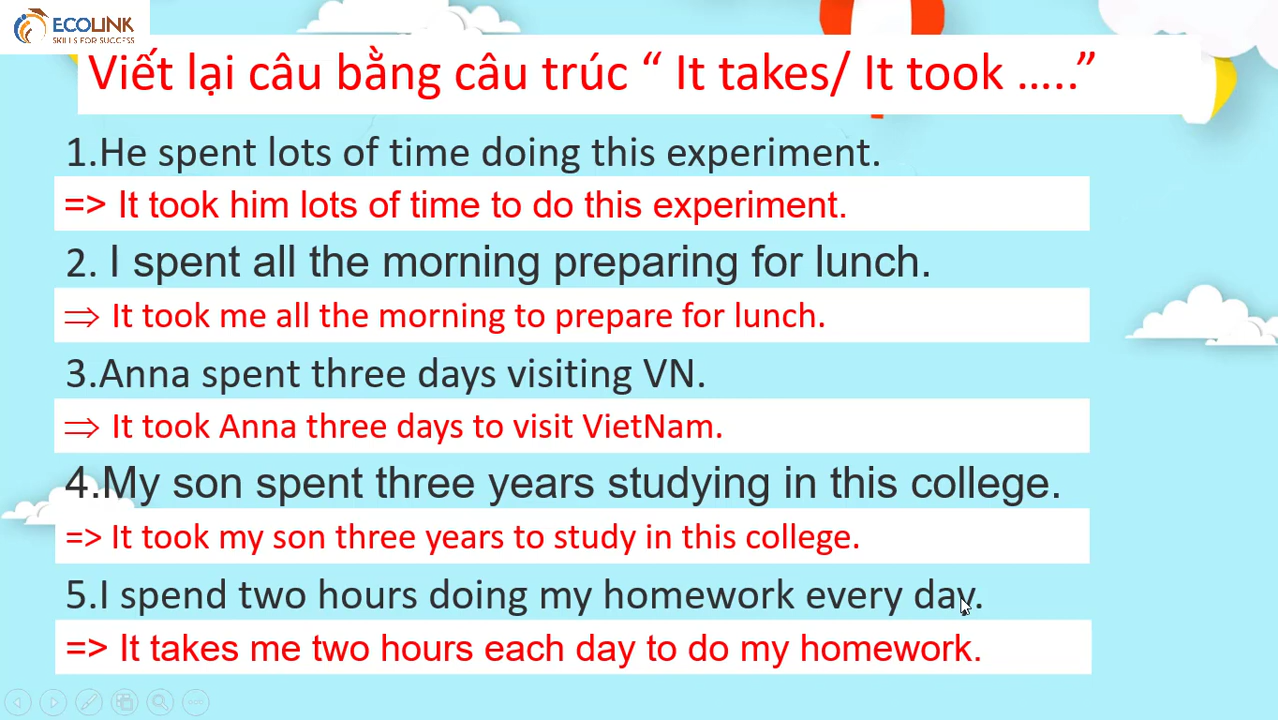 ECOLINK
SKILLS FOR SUCCESS
Viết lại câu bằng câu trúc “ It takes/ It took …..”
1.He spent lots of time doing this experiment.
=> It took him lots of time to do this experiment.
2. I spent all the morning preparing for lunch.
⇒ It took me all the morning to prepare for lunch.
3.Anna spent three days visiting VN.
⇒ It took Anna three days to visit VietNam.
4.My son spent three years studying in this college.
=> It took my son three years to study in this college.
5.I spend two hours doing my homework every day.
=> It takes me two hours each day to do my homework.